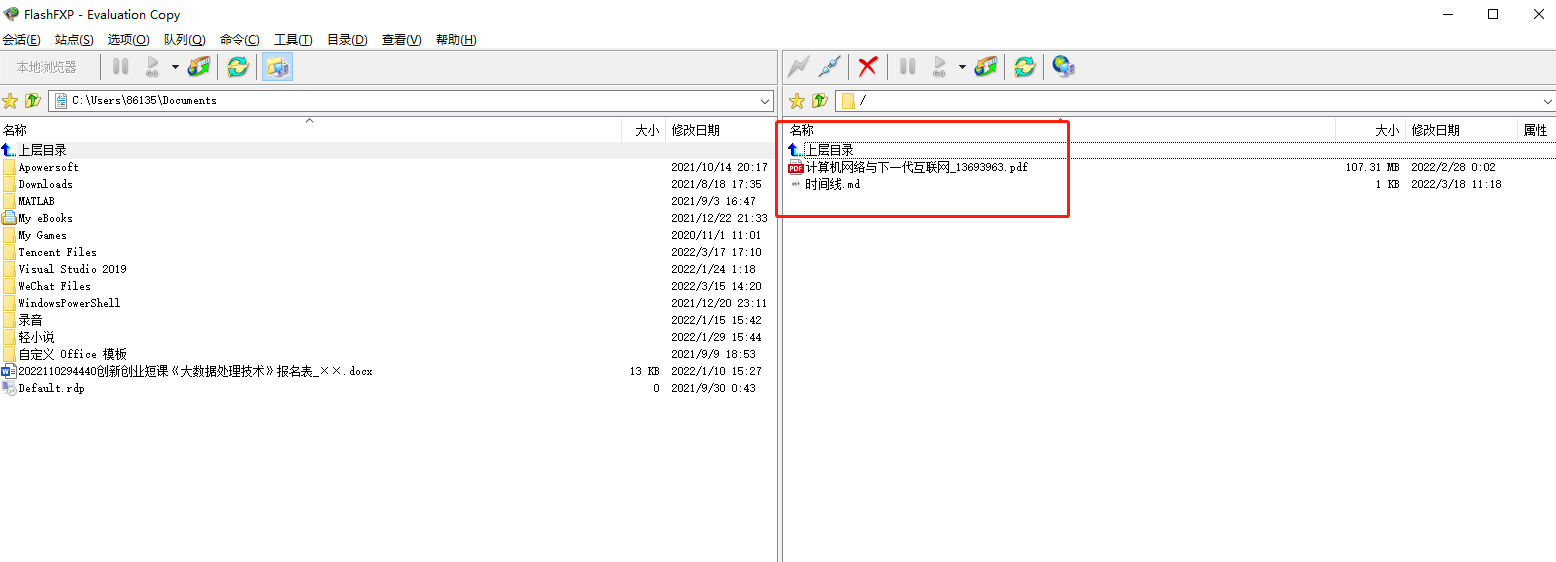 FlashFXP - Evaluation Copy
会话(E) 站点(S) 选项(O) 队列(Q) 命令(C) 工具(T) 目录(D) 查看(V) 帮助(H)
本地浏览器
C:\Users\86135\Documents
名称 大小 修改日期
上层目录
Apowersoft 2021/10/14 20:17
Downloads 2021/8/18 17:35
MATLAB 2021/9/3 16:47
My eBooks 2021/12/22 21:33
My Games 2020/11/1 11:01
Tencent Files 2022/3/17 17:10
Visual Studio 2019 2022/1/24 1:18
WeChat Files 2022/3/15 14:20
WindowsPowerShell 2021/12/20 23:11
录音 2022/1/15 15:42
轻小说 2022/1/29 15:44
自定义 Office 模板 2021/9/9 18:53
2022110294440创新创业短课《大数据处理技术》报名表_××.docx 13 KB 2022/1/10 15:27
Default.rdp 0 2021/9/30 0:43
/
名称 大小 修改日期 属性
上层目录
计算机网络与下一代互联网_13693963.pdf 107.31 MB 2022/2/28 0:02
时间线.md 1 KB 2022/3/18 11:18